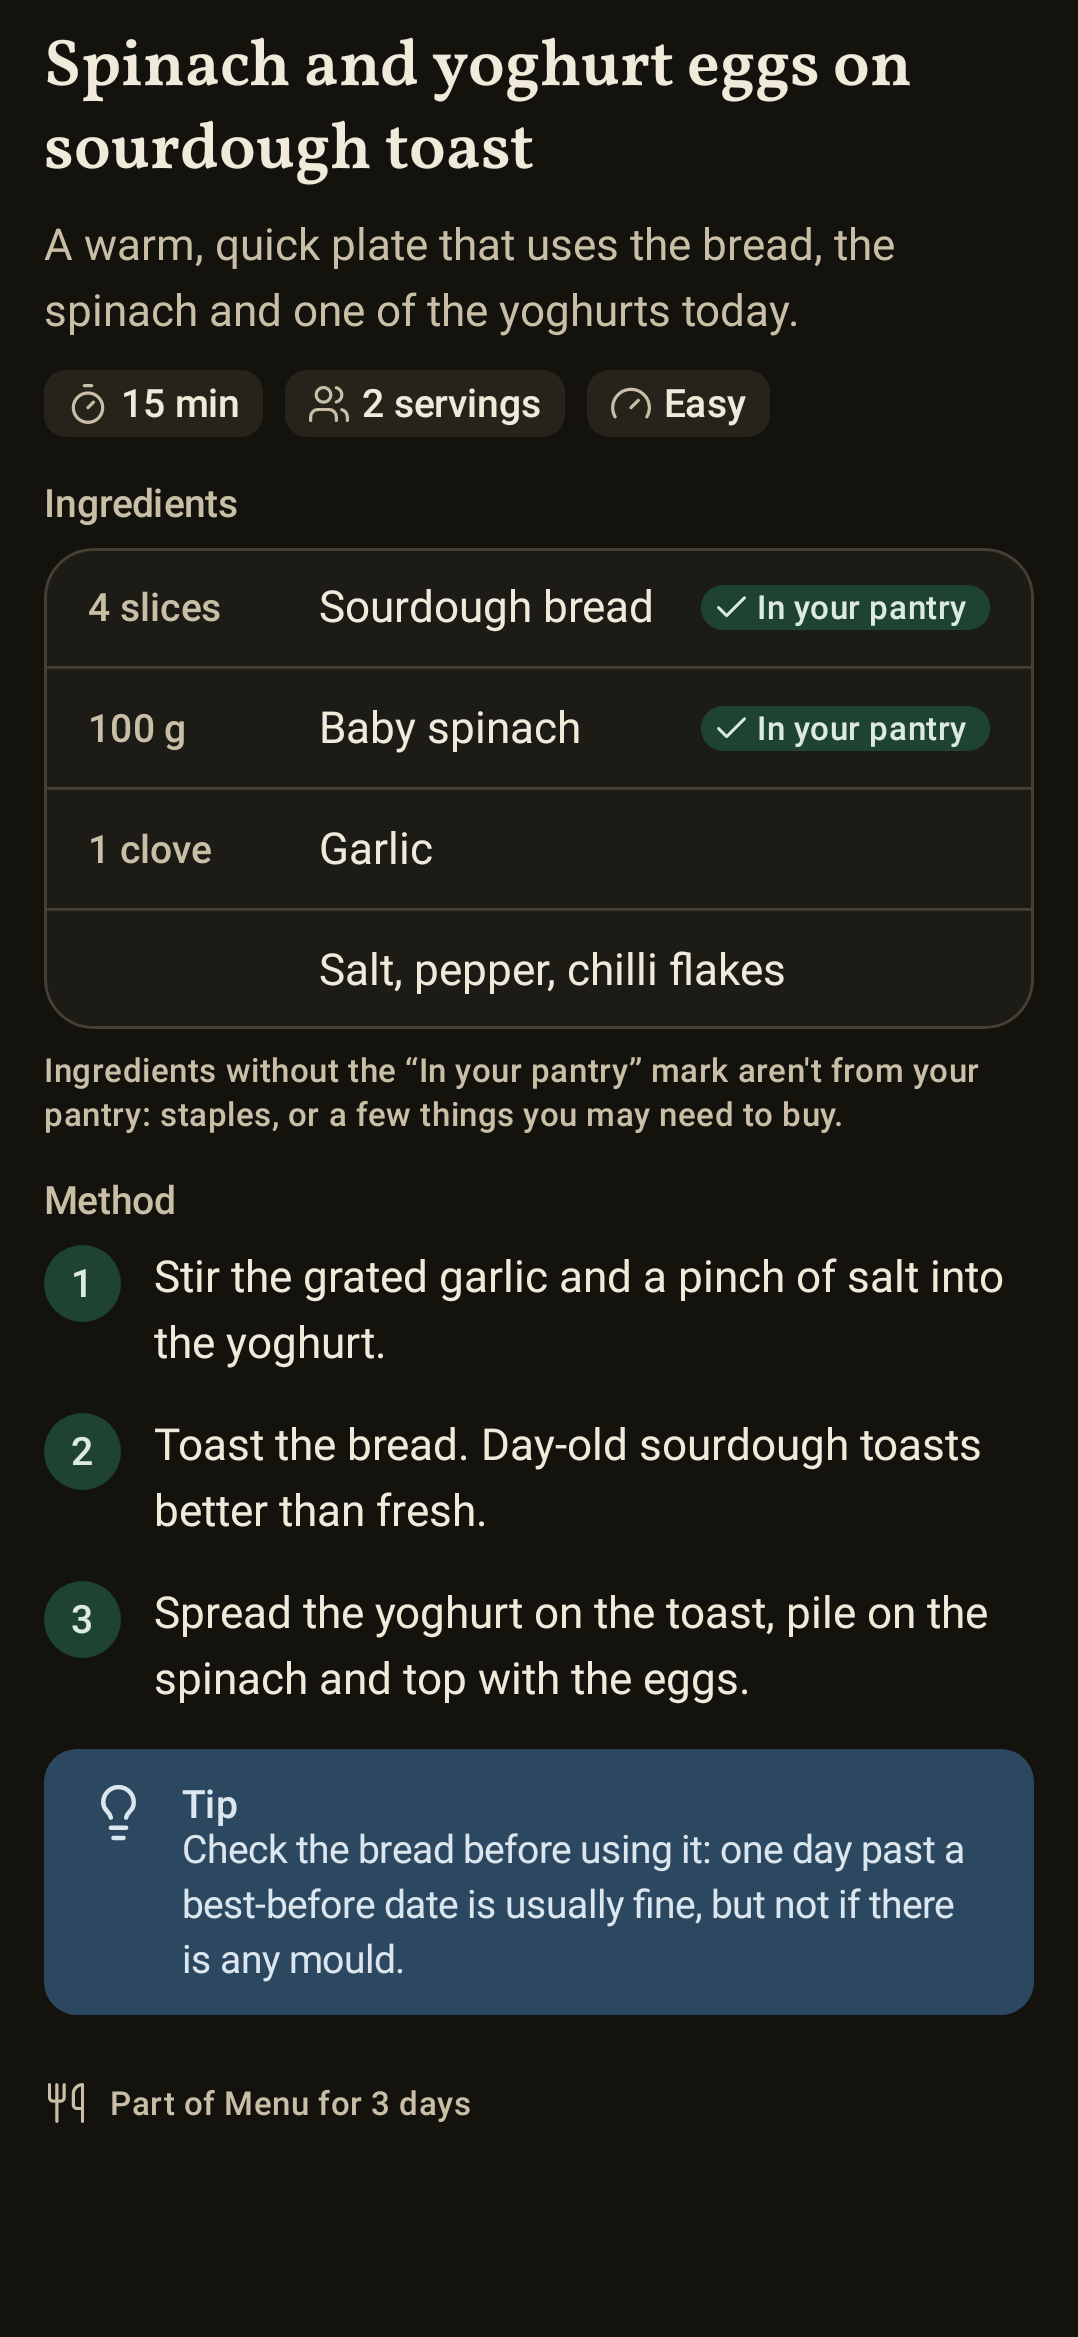 Spinach and yoghurt eggs on
sourdough toast
A warm, quick plate that uses the bread, the
spinach and one of the yoghurts today.
15 min 2 servings Easy
Ingredients
4 slices Sourdough bread In your pantry
100 g Baby spinach In your pantry
1 clove Garlic
Salt, pepper, chilli flakes
Ingredients without the “In your pantry” mark aren't from your
pantry: staples, or a few things you may need to buy.
Method
1 Stir the grated garlic and a pinch of salt into
the yoghurt.
2 Toast the bread. Day-old sourdough toasts
better than fresh.
3 Spread the yoghurt on the toast, pile on the
spinach and top with the eggs.
Tip
Check the bread before using it: one day past a
best-before date is usually fine, but not if there
is any mould.
Part of Menu for 3 days